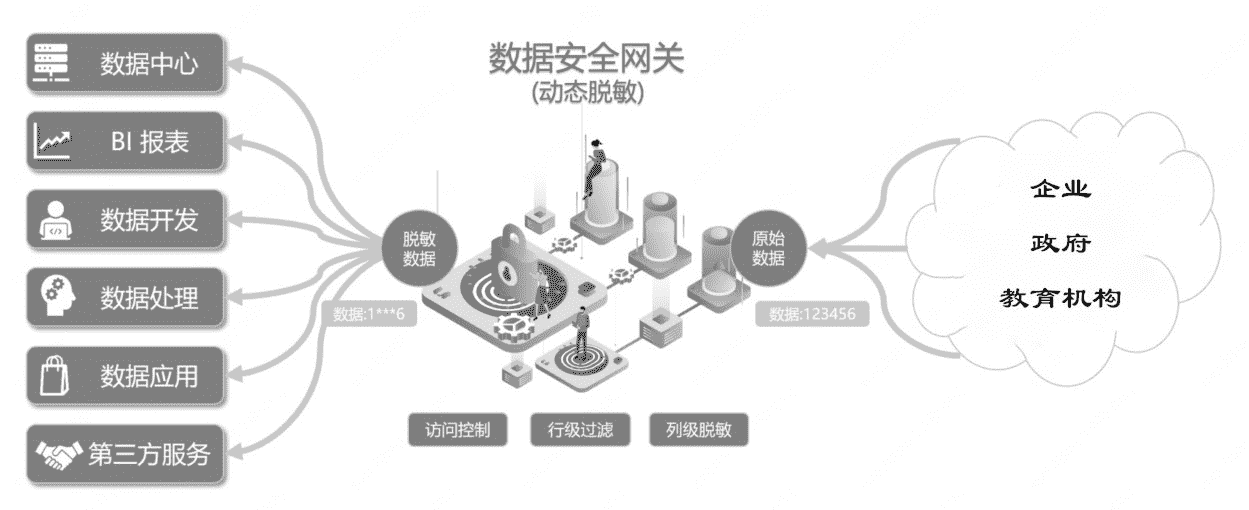 数据安全网关
(动态脱敏)
数据中心
BI 报表
数据开发
数据处理
数据应用
第三方服务
脱敏
数据
数据:1***6
原始
数据
数据:123456
访问控制
行级过滤
列级脱敏
企业
政府
教育机构